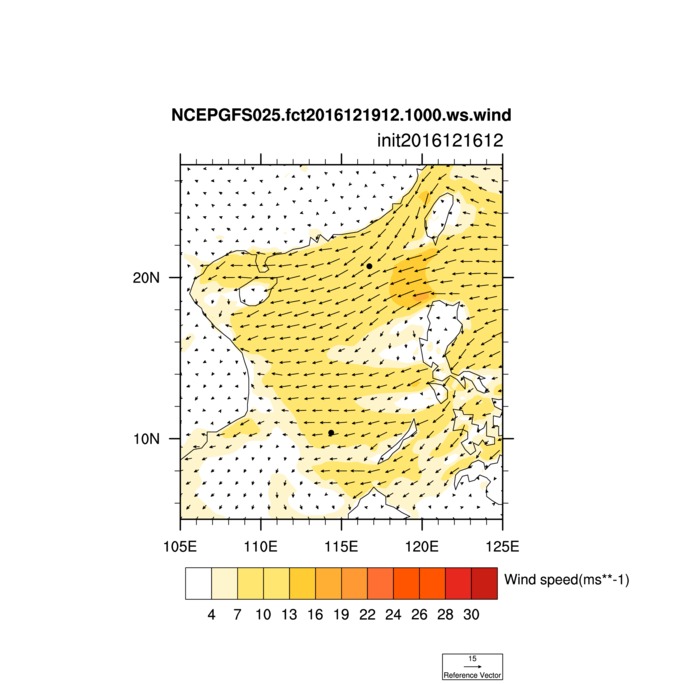 NCEPGFS025.fct2016121912.1000.ws.wind
init2016121612
20N
10N
105E 110E 115E 120E 125E
Wind speed(ms**-1)
4 7 10 13 16 19 22 24 26 28 30
15
Reference Vector